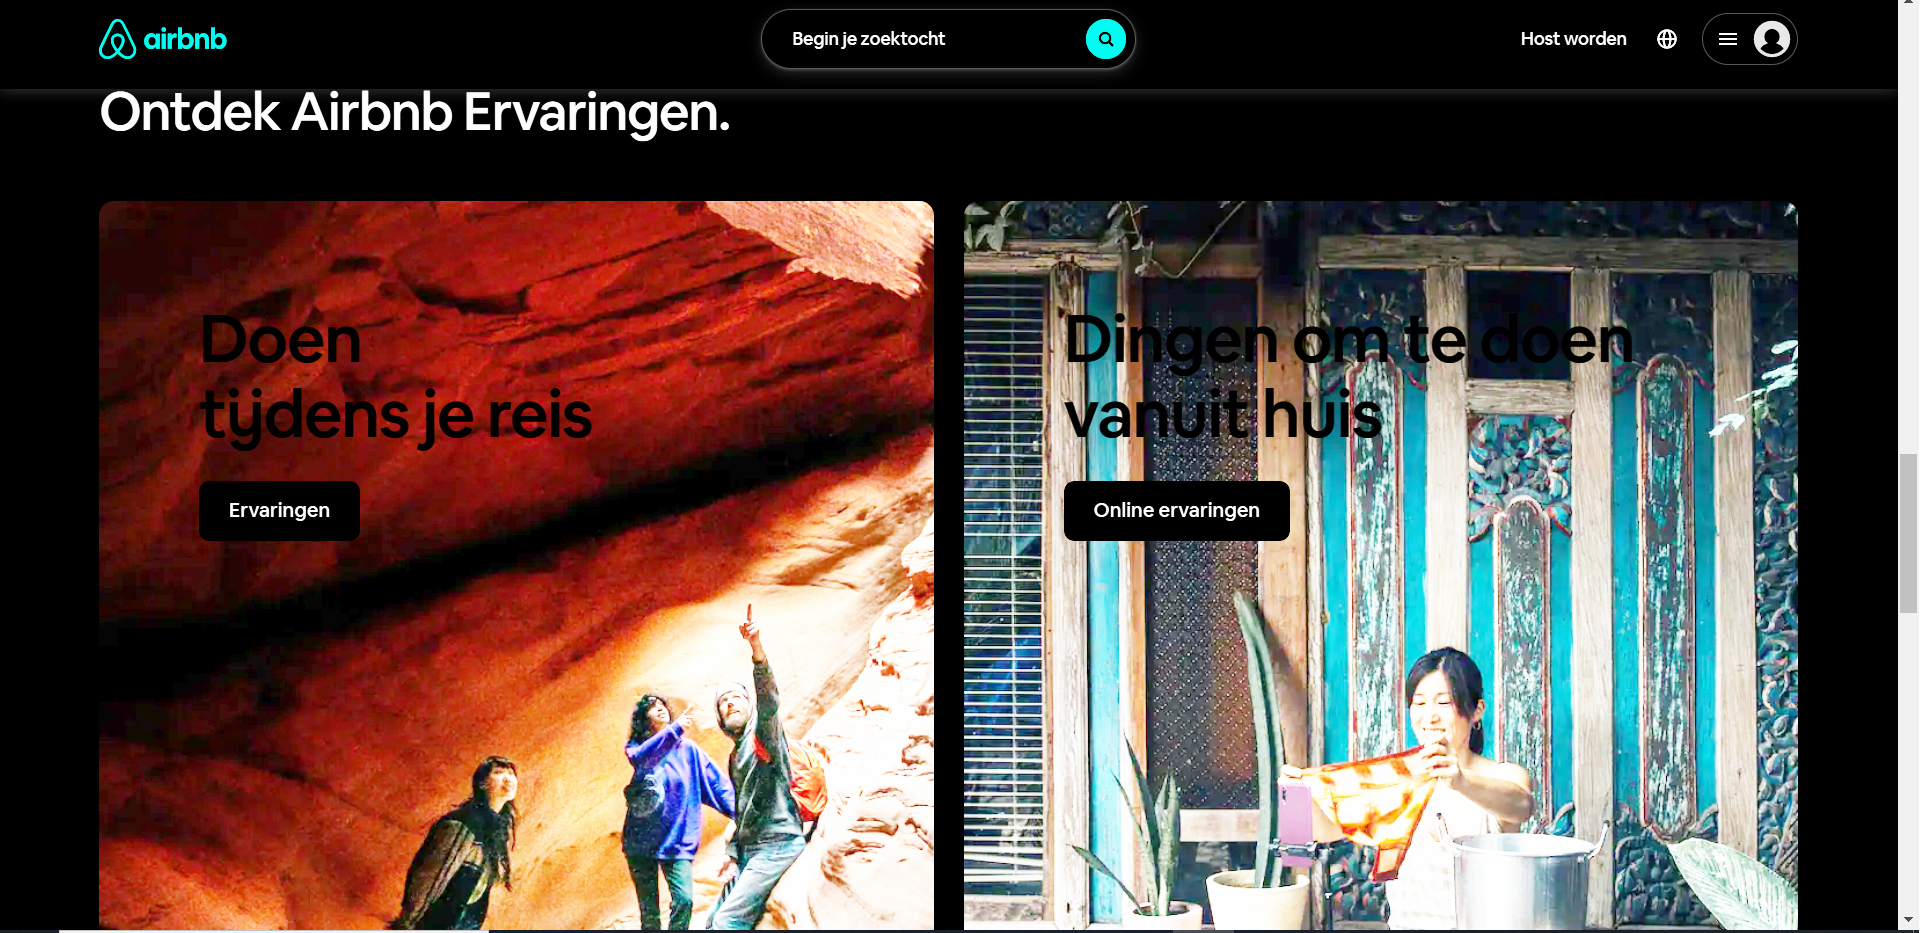 airbnb
Begin je zoektocht
Host worden
Ontdek Airbnb Ervaringen.
Doen
tijdens je reis
Ervaringen
Dingen om te doen
vanuit huis
Online ervaringen